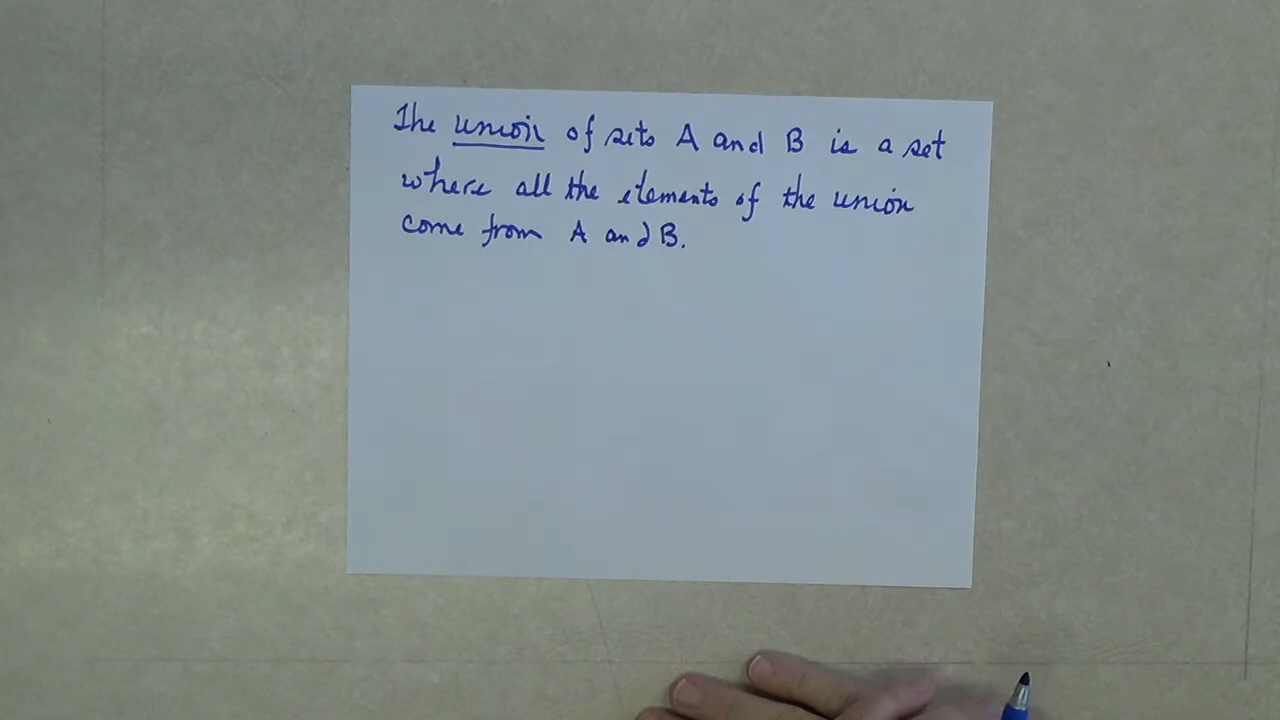 The union of sets A and B is a set
where all the elements of the union
come from A and B.